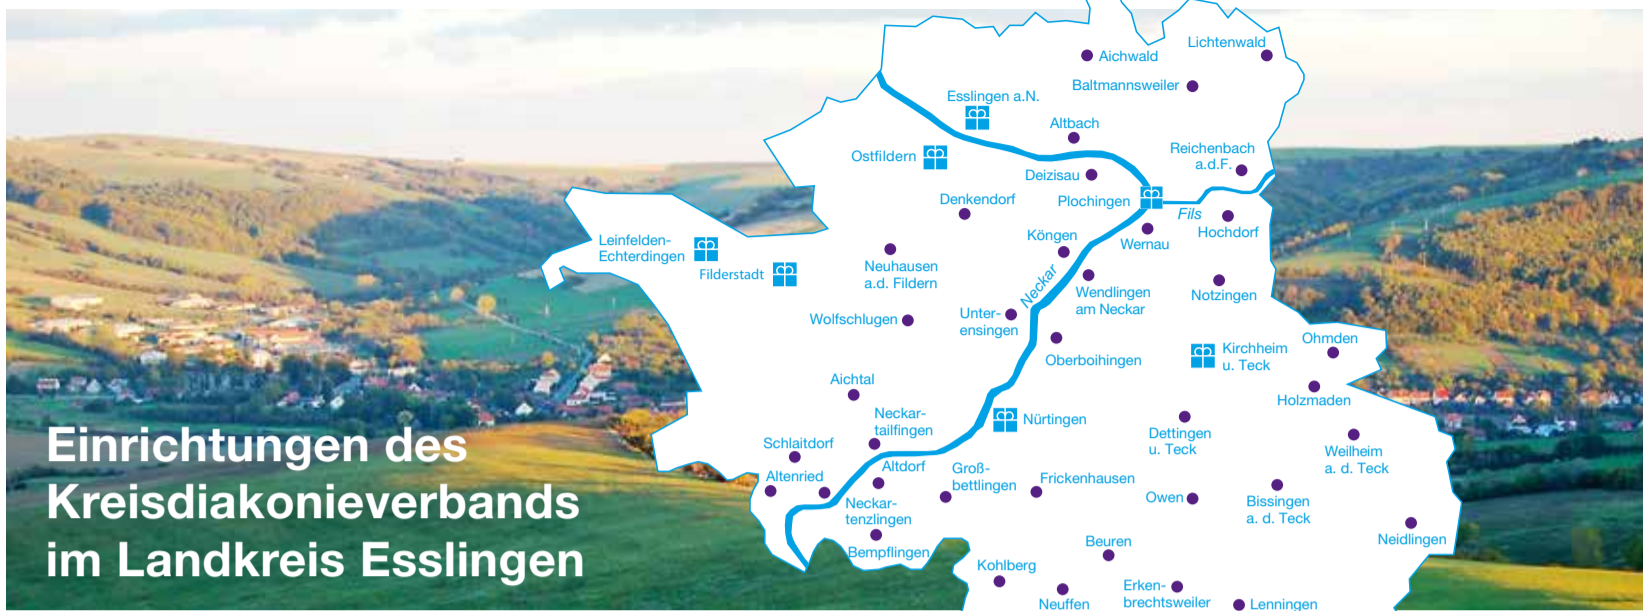 Lichtenwald
Aichwald
Baltmannsweiler
Esslingen a.N.
Altbach
Ostfildern
Reichenbach
a.d.F.
Deizisau
Plochingen
Fils
Denkendorf
Hochdorf
Wernau
Köngen
Leinfelden-
Echterdingen
Filderstadt
Neuhausen
a.d. Fildern
Neckar
Wendlingen
am Neckar
Notzingen
Wolfschlugen
Unter-
ensingen
Oberboihingen
Kirchheim
u. Teck
Ohmden
Holzmaden
Aichtal
Neckar-
tailfingen
Nürtingen
Dettingen
u. Teck
Weilheim
a. d. Teck
Schlaitdorf
Altenried
Altdorf
Groß-
bettlingen
Frickenhausen
Owen
Bissingen
a. d. Teck
Neckar-
tenzlingen
Bempflingen
Neidlingen
Beuren
Kohlberg
Neuffen
Erken-
brechtsweiler
Lenningen
Einrichtungen des
Kreisdiakonieverbands
im Landkreis Esslingen